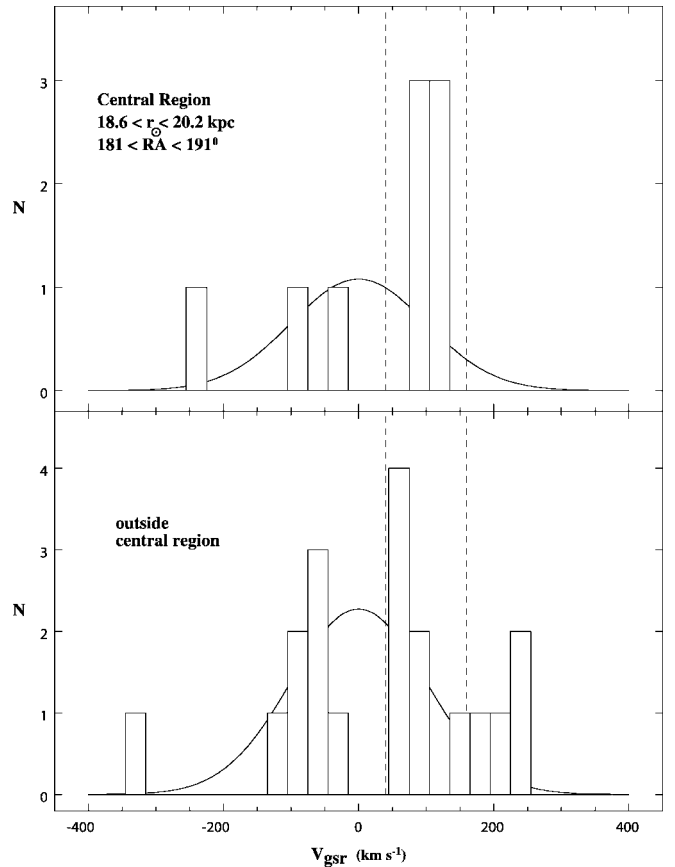 3
Central Region
18.6 < r☉ < 20.2 kpc
181 < RA < 191⁰
N
2
1
0
4
outside
central region
3
N
2
1
0
-400 -200 0 200 400
Vgsr (km s⁻¹)